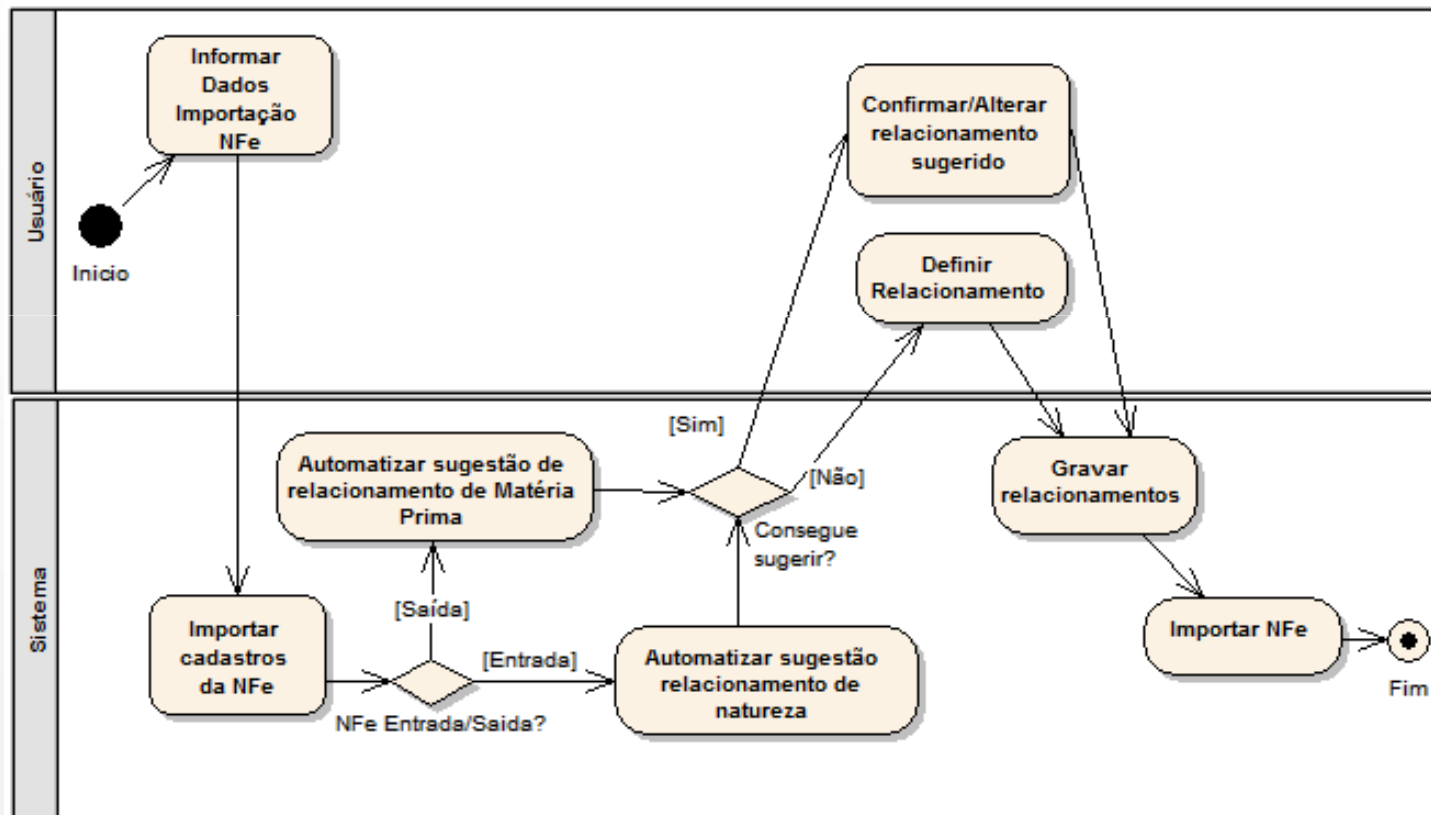 Usuário
Informar
Dados
Importação
NFe
Inicio
Confirmar/Alterar
relacionamento
sugerido
Definir
Relacionamento
Sistema
[Sim]
[Não]
Automatizar sugestão de
relacionamento de Matéria
Prima
Consegue
sugerir?
Gravar
relacionamentos
[Saída]
Importar
cadastros
da NFe
[Entrada]
NFe Entrada/Saida?
Automatizar sugestão
relacionamento de
natureza
Importar NFe
Fim